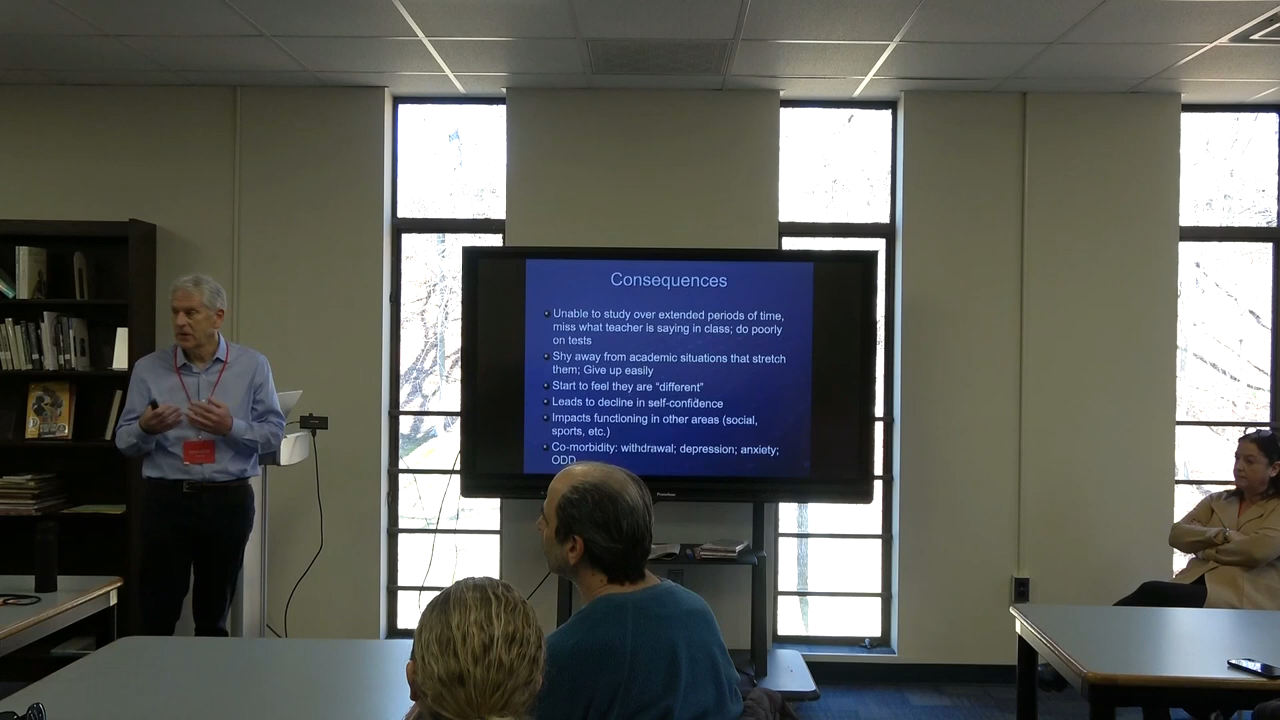 Consequences
Unable to study over extended periods of time,
miss what teacher is saying in class; do poorly
on tests
Shy away from academic situations that stretch
them; Give up easily
Start to feel they are "different"
Leads to decline in self-confidence
Impacts functioning in other areas (social,
sports, etc.)
Co-morbidity: withdrawal; depression; anxiety;
ODD